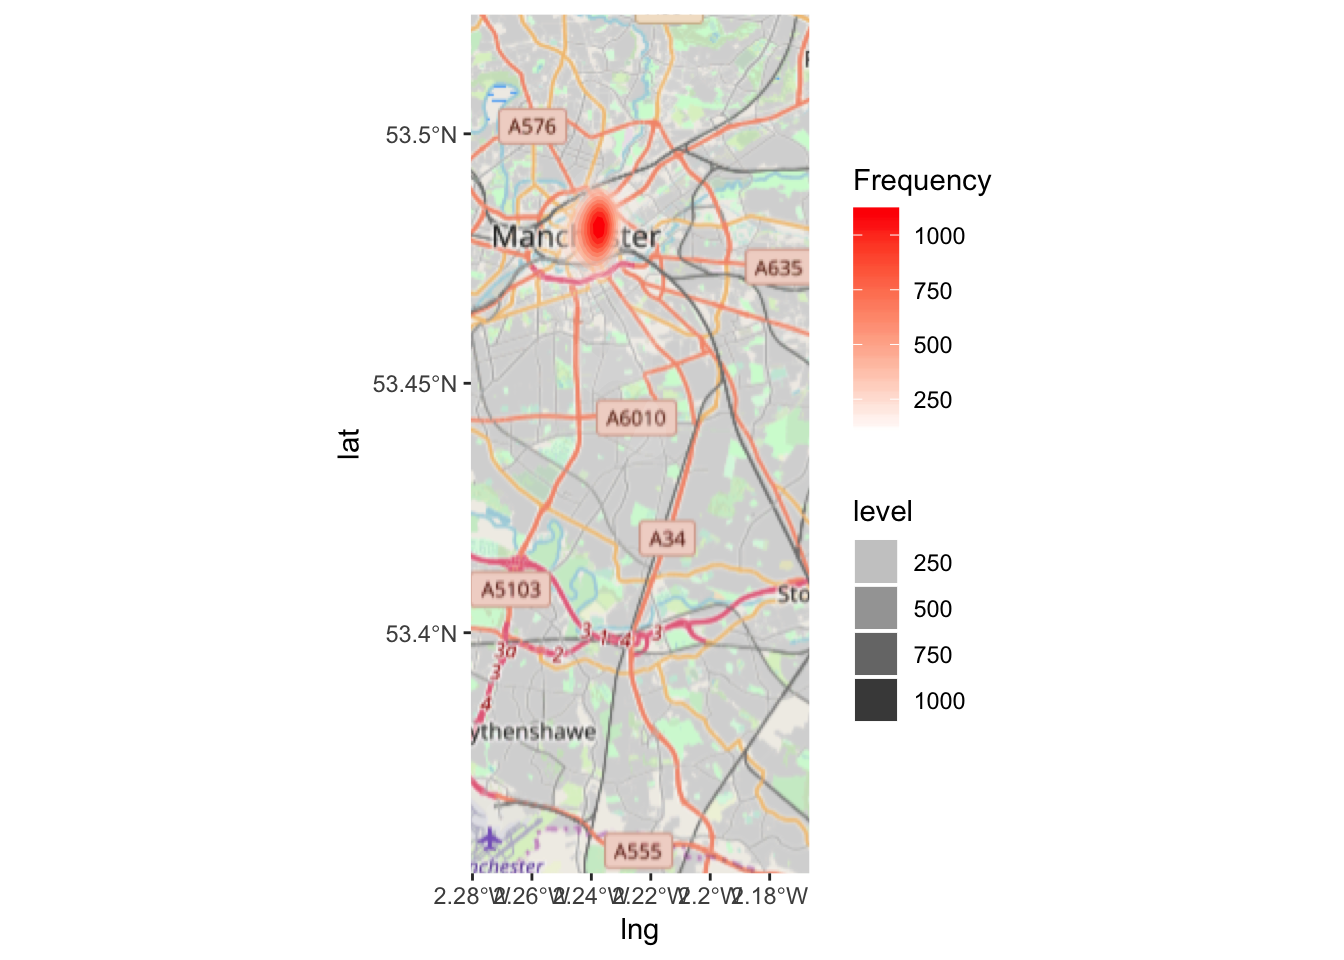 A576
53.5°N
Manc ster
A635
53.45°N
A6010
lat
A34
A5103
Sto
3 1 4 3
53.4°N
3a 2
3
4
ythenshawe
A555
nchester
2.28°W 2.26°W 2.24°W 2.22°W 2.2°W 2.18°W
lng
Frequency
1000
750
500
250
level
250
500
750
1000